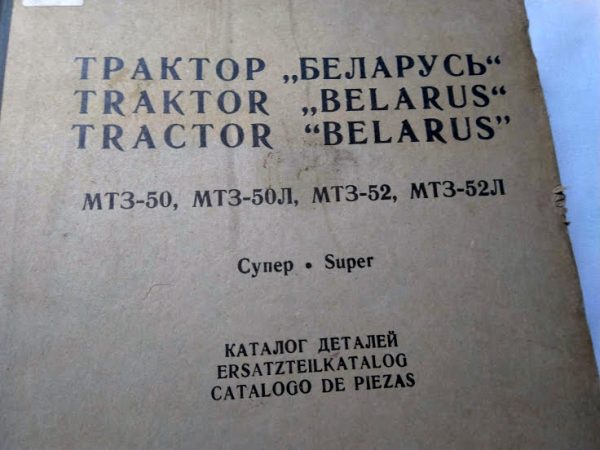 ТРАКТОР „БЕЛАРУСЬ“
TRAKTOR „BELARUS“
TRACTOR “BELARUS”
МТЗ-50, МТЗ-50Л, МТЗ-52, МТЗ-52Л
Супер • Super
КАТАЛОГ ДЕТАЛЕЙ
ERSATZTEILKATALOG
CATALOGO DE PIEZAS